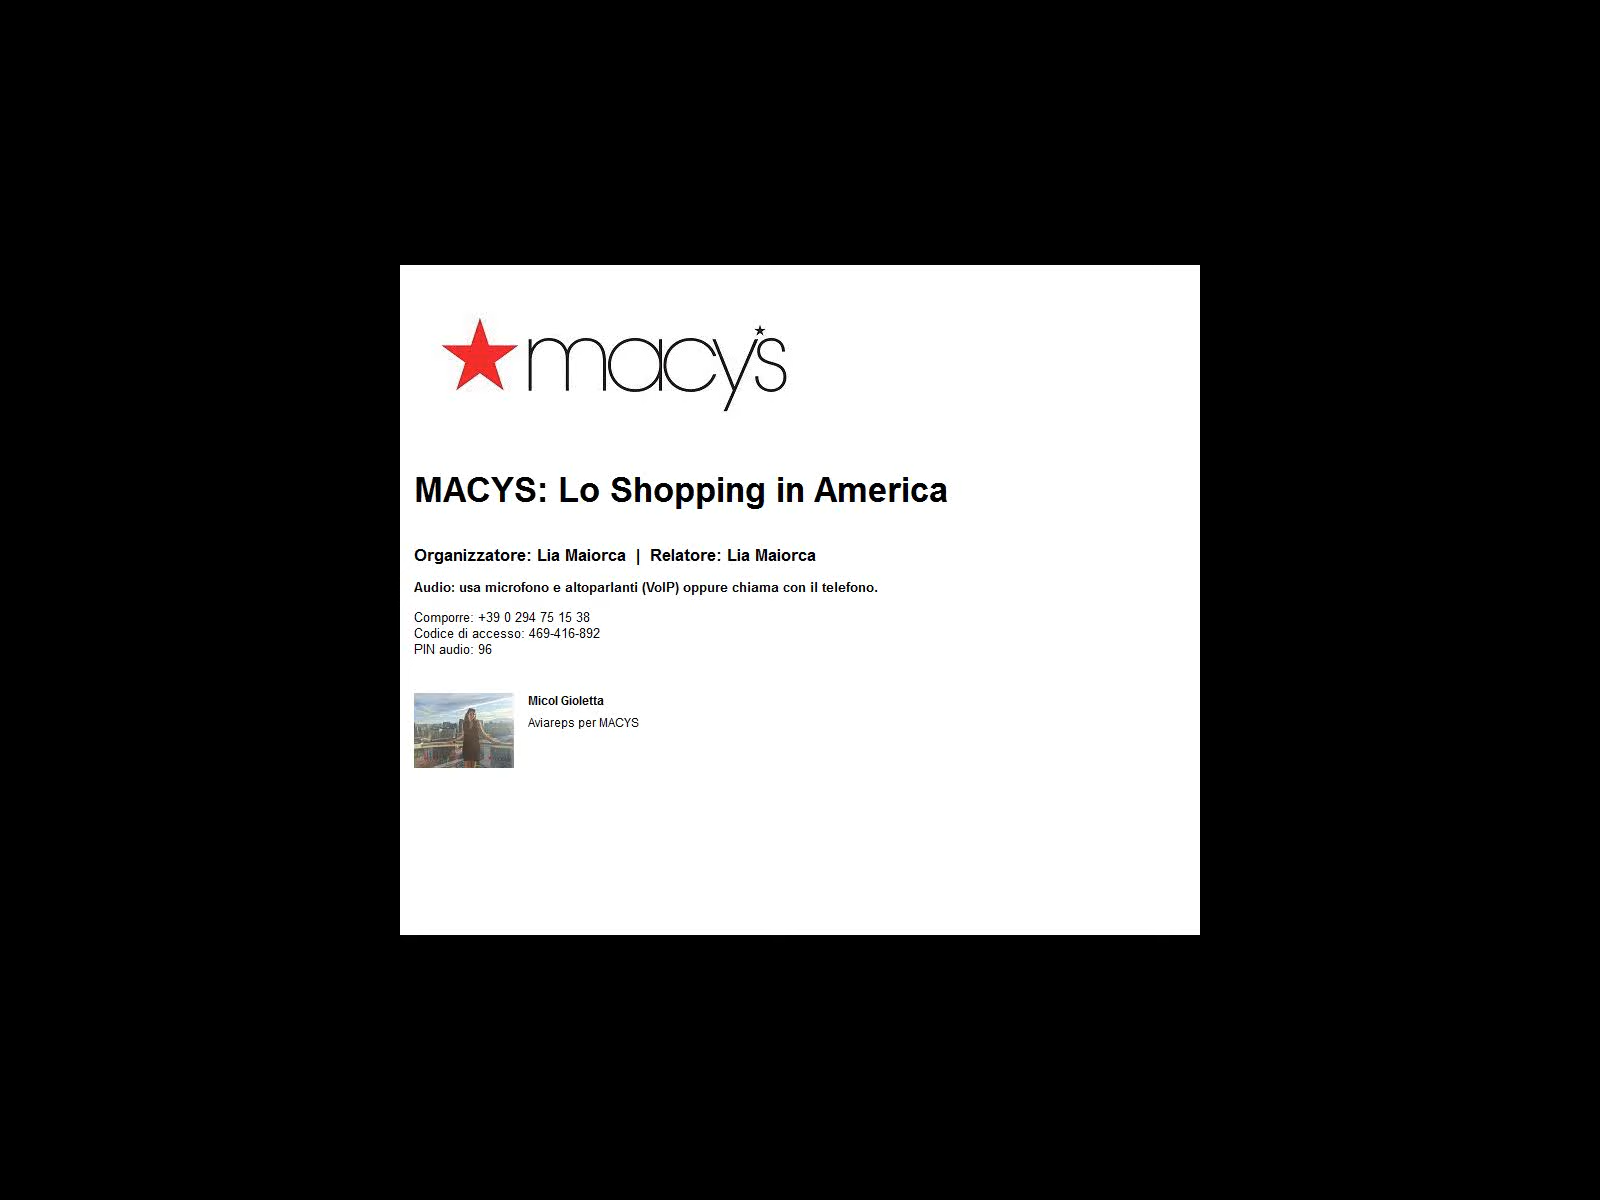 macy's
MACYS: Lo Shopping in America
Organizzatore: Lia Maiorca | Relatore: Lia Maiorca
Audio: usa microfono e altoparlanti (VoIP) oppure chiama con il telefono.
Comporre: +39 0 294 75 15 38
Codice di accesso: 469-416-892
PIN audio: 96
Micol Gioletta
Aviareps per MACYS